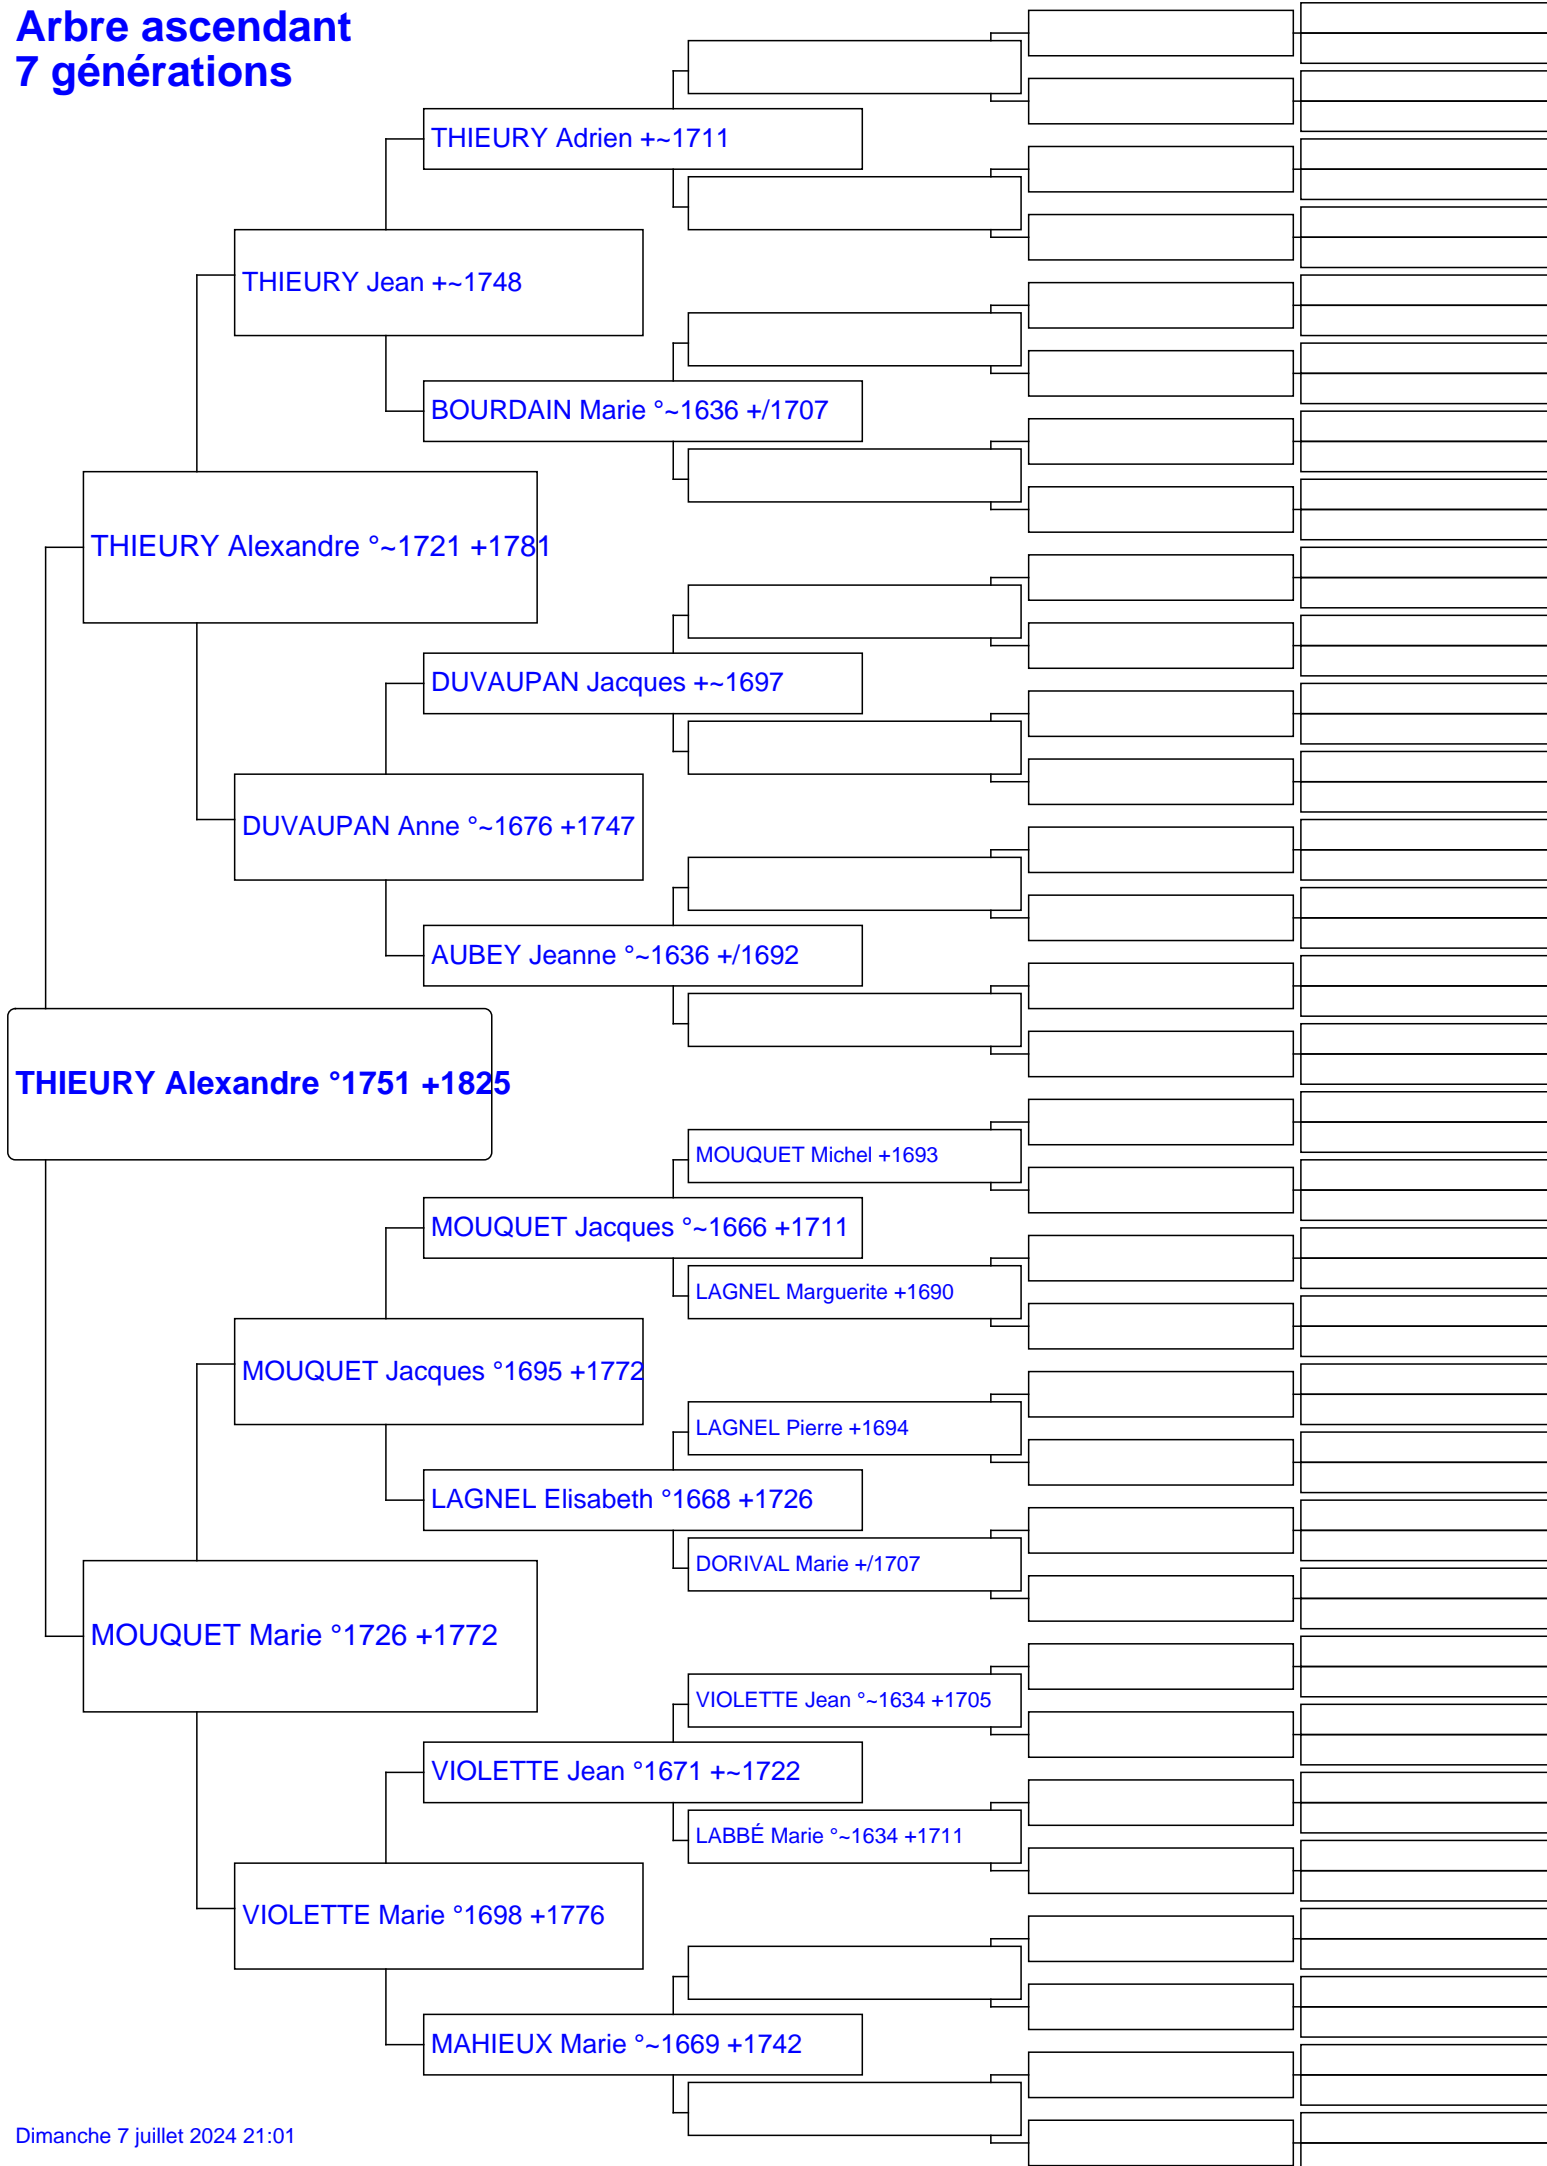 Arbre ascendant
7 générations
THIEURY Adrien +~1711
THIEURY Jean +~1748
BOURDAIN Marie °~1636 +/1707
THIEURY Alexandre °~1721 +1781
DUVAUPAN Jacques +~1697
DUVAUPAN Anne °~1676 +1747
AUBEY Jeanne °~1636 +/1692
THIEURY Alexandre °1751 +1825
MOUQUET Michel +1693
MOUQUET Jacques °~1666 +1711
LAGNEL Marguerite +1690
MOUQUET Jacques °1695 +1772
LAGNEL Pierre +1694
LAGNEL Elisabeth °1668 +1726
DORIVAL Marie +/1707
MOUQUET Marie °1726 +1772
VIOLETTE Jean °~1634 +1705
VIOLETTE Jean °1671 +~1722
LABBÉ Marie °~1634 +1711
VIOLETTE Marie °1698 +1776
MAHIEUX Marie °~1669 +1742
Dimanche 7 juillet 2024 21:01